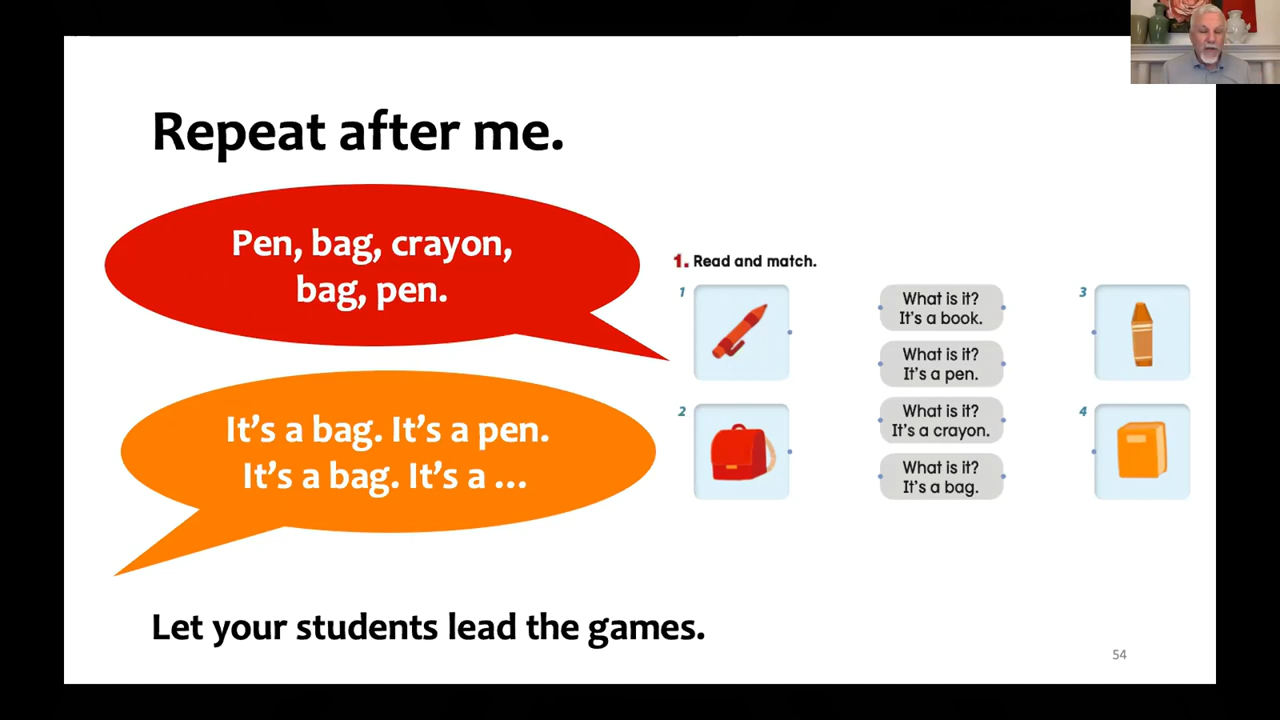 Repeat after me.
Pen, bag, crayon,
bag, pen.
It's a bag. It's a pen.
It's a bag. It's a ...
1. Read and match.
1
2
What is it?
It's a book.
What is it?
It's a pen.
What is it?
It's a crayon.
What is it?
It's a bag.
3
4
Let your students lead the games.
54